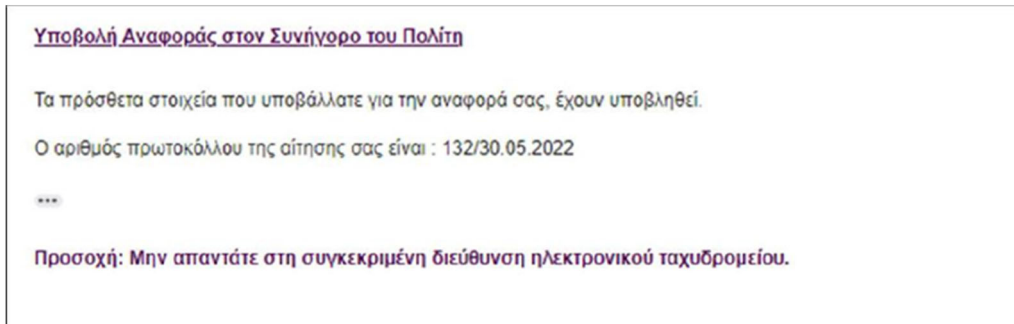 Υποβολή Αναφοράς στον Συνήγορο του Πολίτη
Τα πρόσθετα στοιχεία που υποβάλλατε για την αναφορά σας, έχουν υποβληθεί.
Ο αριθμός πρωτοκόλλου της αίτησης σας είναι : 132/30.05.2022
•••
Προσοχή: Μην απαντάτε στη συγκεκριμένη διεύθυνση ηλεκτρονικού ταχυδρομείου.